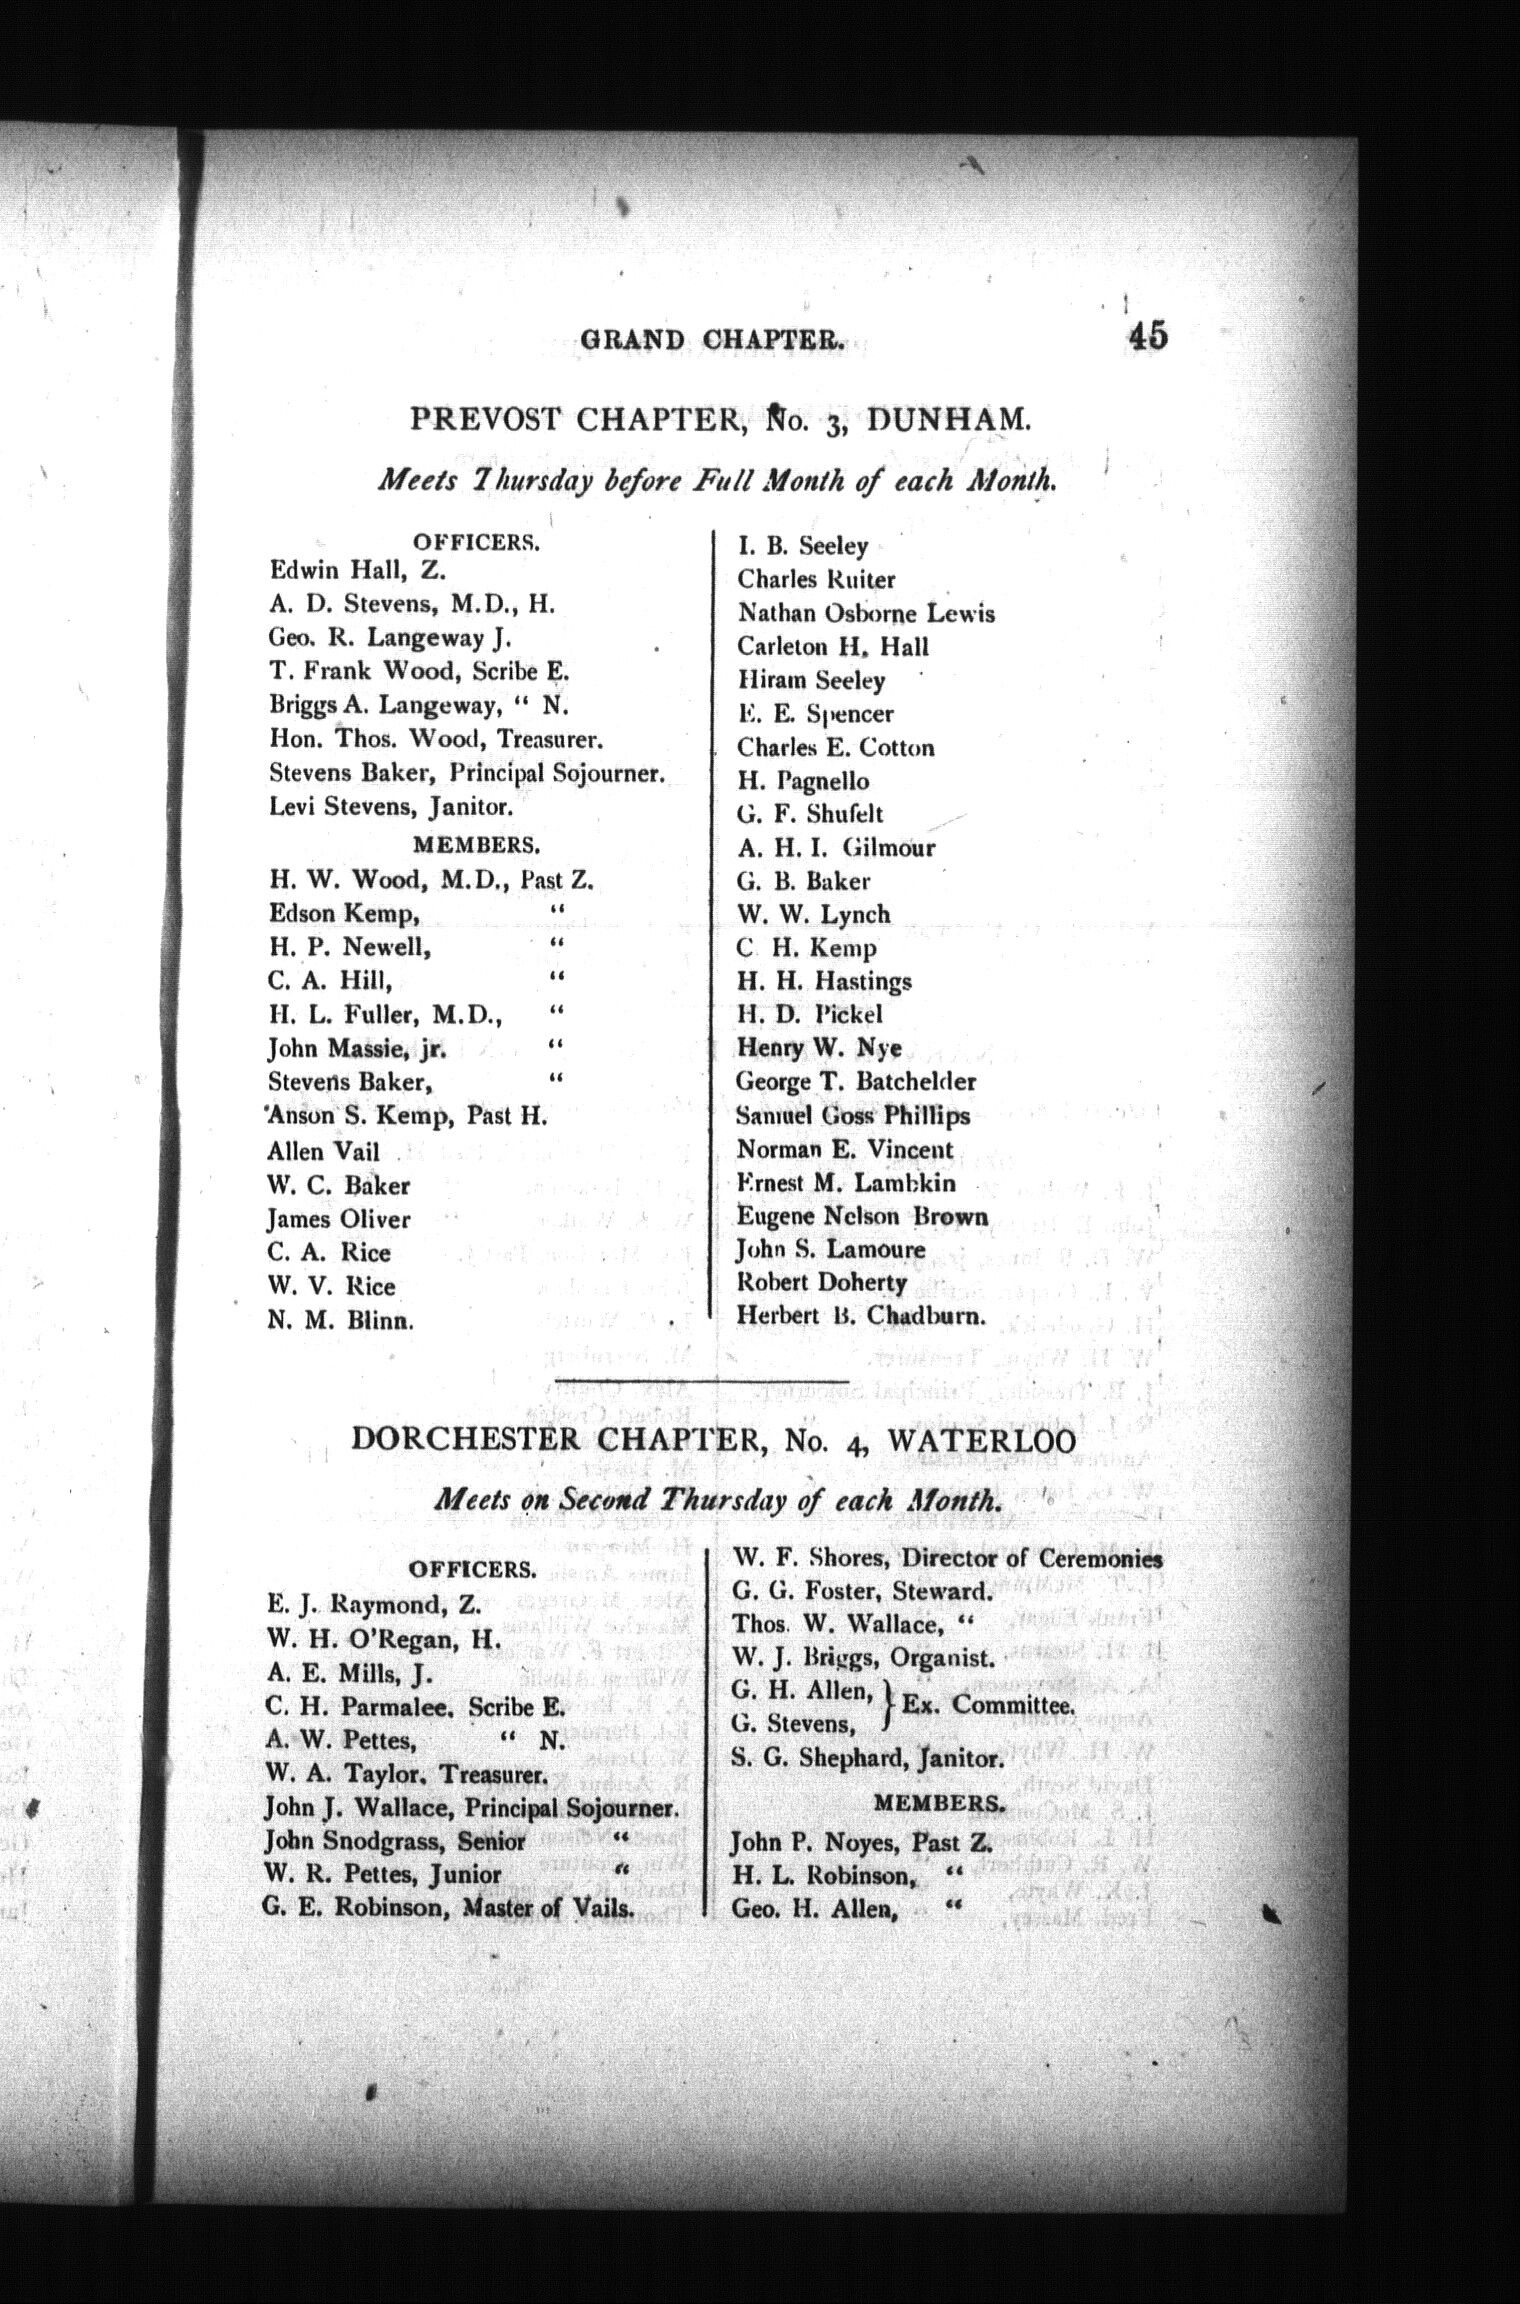 GRAND CHAPTER.
45
PREVOST CHAPTER, No. 3, DUNHAM.
Meets Thursday before Full Month of each Month.
OFFICERS.
Edwin Hall, Z.
A. D. Stevens, M.D., H.
Geo. R. Langeway J.
T. Frank Wood, Scribe E.
Briggs A. Langeway, “ N.
Hon. Thos. Wood, Treasurer.
Stevens Baker, Principal Sojourner.
Levi Stevens, Janitor.
MEMBERS.
H. W. Wood, M.D., Past Z.
Edson Kemp, “
H. P. Newell, “
C. A. Hill, “
H. L. Fuller, M.D., “
John Massie, jr. “
Stevens Baker, “
Anson S. Kemp, Past H.
Allen Vail
W. C. Baker
James Oliver
C. A. Rice
W. V. Rice
N. M. Blinn.
I. B. Seeley
Charles Ruiter
Nathan Osborne Lewis
Carleton H. Hall
Hiram Seeley
E. E. Spencer
Charles E. Cotton
H. Pagnello
G. F. Shufelt
A. H. I. Gilmour
G. B. Baker
W. W. Lynch
C H. Kemp
H. H. Hastings
H. D. Pickel
Henry W. Nye
George T. Batchelder
Samuel Goss Phillips
Norman E. Vincent
Ernest M. Lambkin
Eugene Nelson Brown
John S. Lamoure
Robert Doherty
Herbert B. Chadburn.
DORCHESTER CHAPTER, No. 4, WATERLOO
Meets on Second Thursday of each Month.
OFFICERS.
E. J. Raymond, Z.
W. H. O’Regan, H.
A. E. Mills, J.
C. H. Parmalee. Scribe E.
A. W. Pettes, “ N.
W. A. Taylor. Treasurer.
John J. Wallace, Principal Sojourner.
John Snodgrass, Senior “
W. R. Pettes, Junior “
G. E. Robinson, Master of Vails.
W. F. Shores, Director of Ceremonies
G. G. Foster, Steward.
Thos. W. Wallace, “
W. J. Briggs, Organist.
G. H. Allen, } Ex. Committee.
G. Stevens,
S. G. Shephard, Janitor.
MEMBERS.
John P. Noyes, Past Z.
H. L. Robinson, “
Geo. H. Allen, “